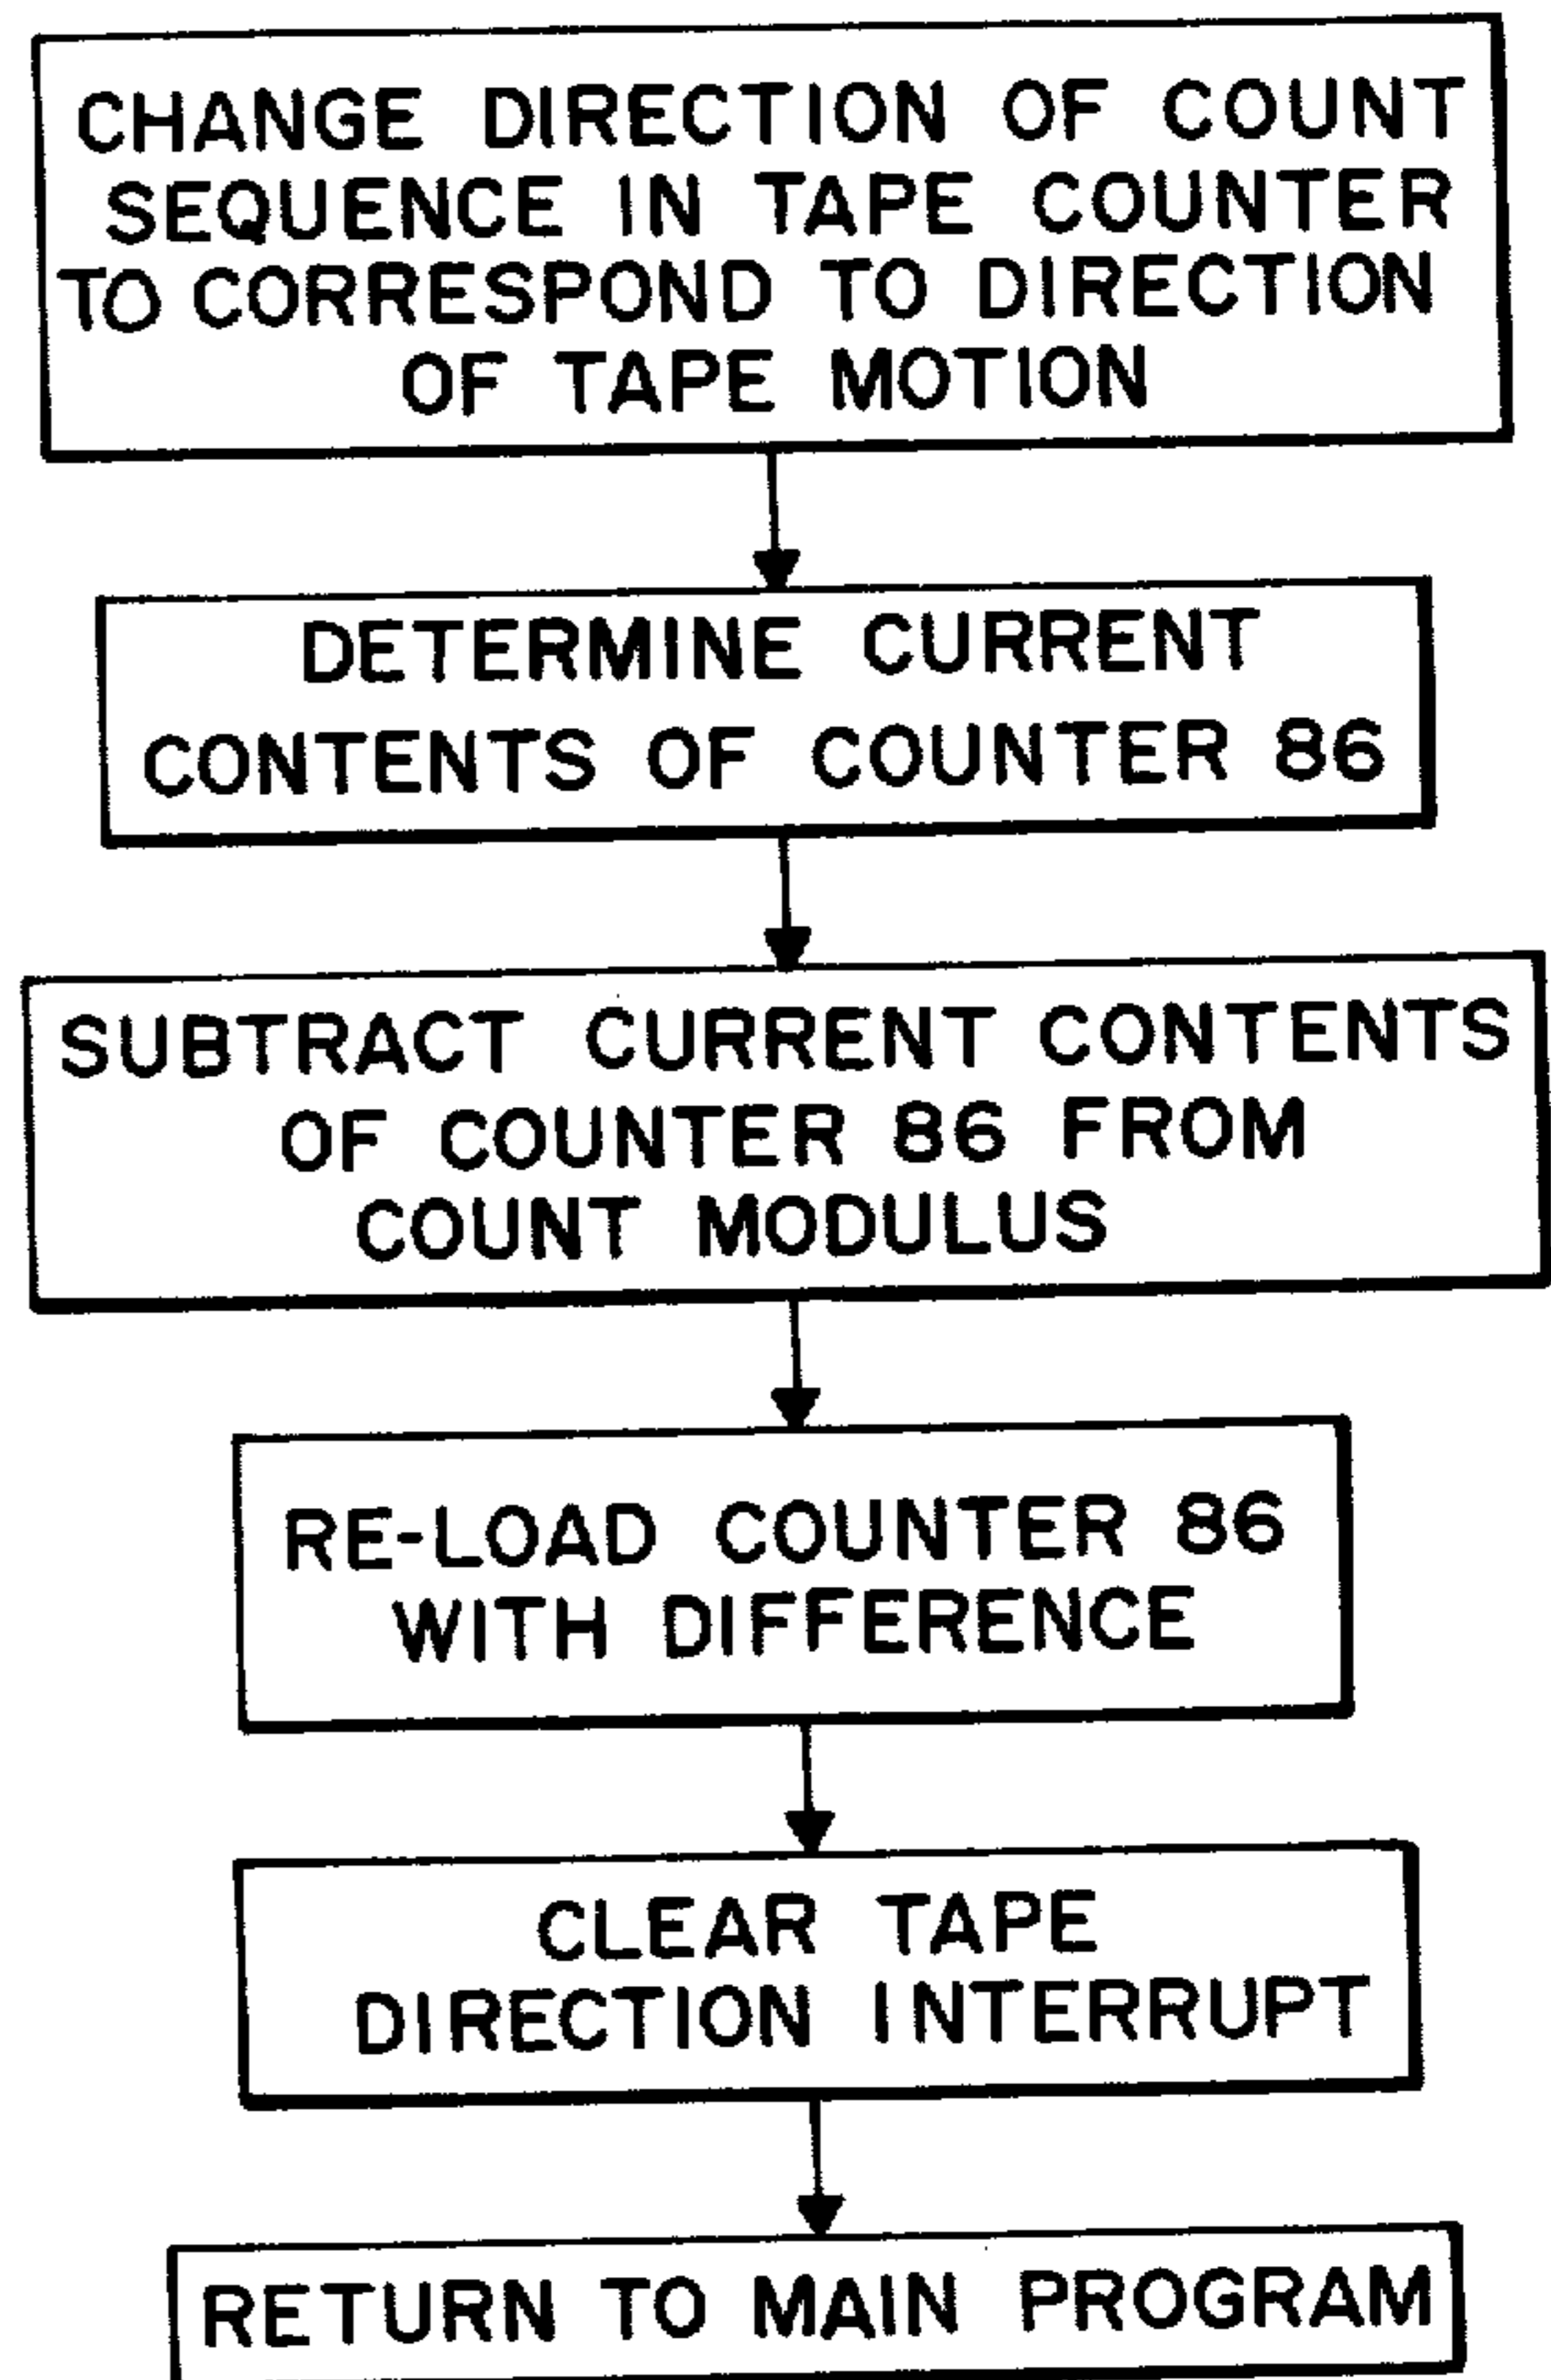 CHANGE DIRECTION OF COUNT
SEQUENCE IN TAPE COUNTER
TO CORRESPOND TO DIRECTION
OF TAPE MOTION
DETERMINE CURRENT
CONTENTS OF COUNTER 86
SUBTRACT CURRENT CONTENTS
OF COUNTER 86 FROM
COUNT MODULUS
RE-LOAD COUNTER 86
WITH DIFFERENCE
CLEAR TAPE
DIRECTION INTERRUPT
RETURN TO MAIN PROGRAM